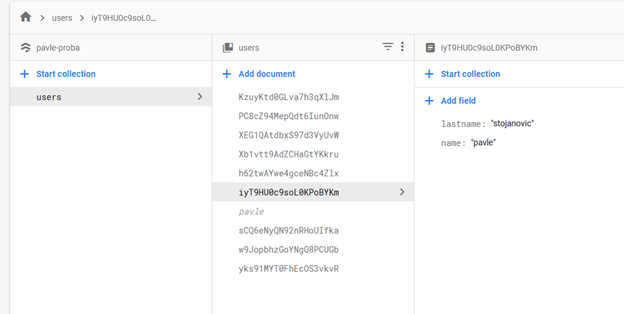 users
iyT9HU0c9soL0...
pavle-proba
users
iyT9HU0c9soL0KPoBYKm
Start collection
Add document
Start collection
users
KzuyKtd0GLva7h3qXlJm
Add field
PC8cZ94MepQdt6IunOnw
lastname: "stojanovic"
XEG1QAtdbxS97d3VyUvW
name: "pavle"
Xb1vtt9AdZCHaGtYKkru
h62twAYwe4gceNBc4Zlx
iyT9HU0c9soL0KPoBYKm
pavle
sCQ6eNyQN92nRHoUIfka
w9JopbhzGoYNgQ8PCUGb
yks91MYT0FhEcOS3vkvR